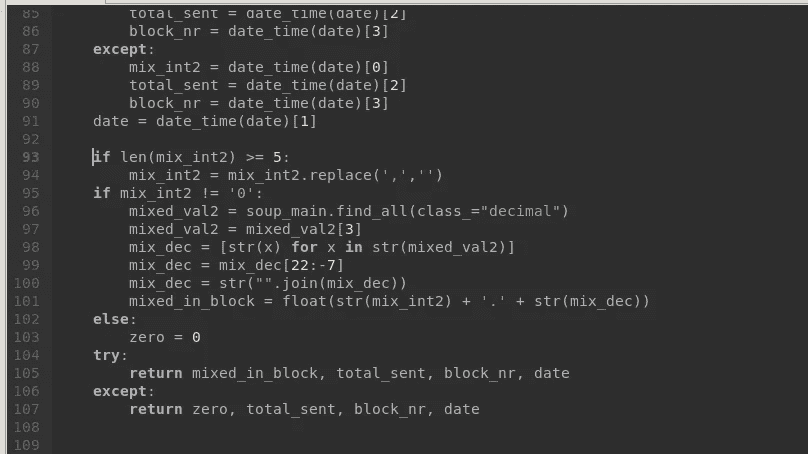 85 total_sent = date_time(date)[2]
86 block_nr = date_time(date)[3]
87 except:
88 mix_int2 = date_time(date)[0]
89 total_sent = date_time(date)[2]
90 block_nr = date_time(date)[3]
91 date = date_time(date)[1]
92
93 if len(mix_int2) >= 5:
94 mix_int2 = mix_int2.replace(',','')
95 if mix_int2 != '0':
96 mixed_val2 = soup_main.find_all(class_="decimal")
97 mixed_val2 = mixed_val2[3]
98 mix_dec = [str(x) for x in str(mixed_val2)]
99 mix_dec = mix_dec[22:-7]
100 mix_dec = str("".join(mix_dec))
101 mixed_in_block = float(str(mix_int2) + '.' + str(mix_dec))
102 else:
103 zero = 0
104 try:
105 return mixed_in_block, total_sent, block_nr, date
106 except:
107 return zero, total_sent, block_nr, date
108
109